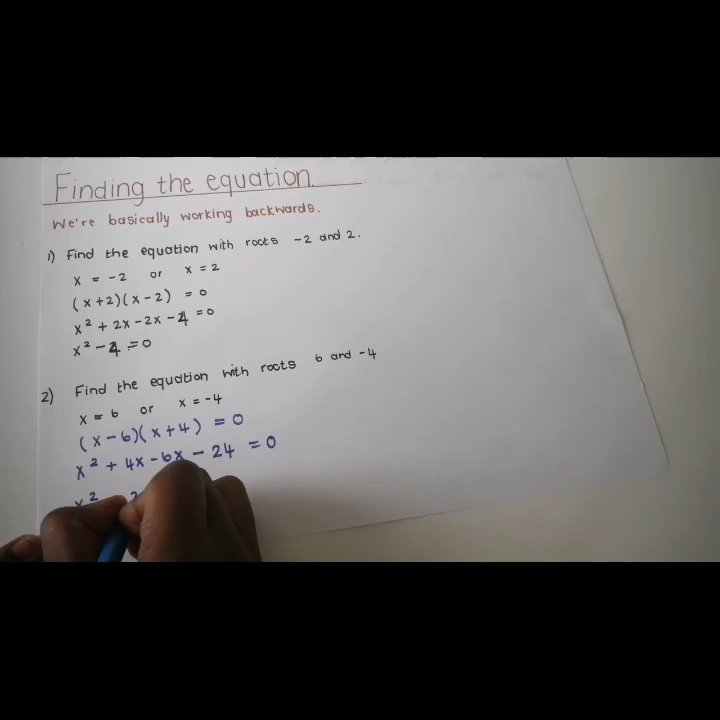 Finding the equation.
We're basically working backwards.
1) Find the equation with roots -2 and 2.
x = -2 or x = 2
(x+2)(x-2) = 0
x² + 2x - 2x - 4 = 0
x² - 4 = 0
2) Find the equation with roots 6 and -4
x = 6 or x = -4
(x-6)(x+4) = 0
x² + 4x - 6x - 24 = 0
x² 2